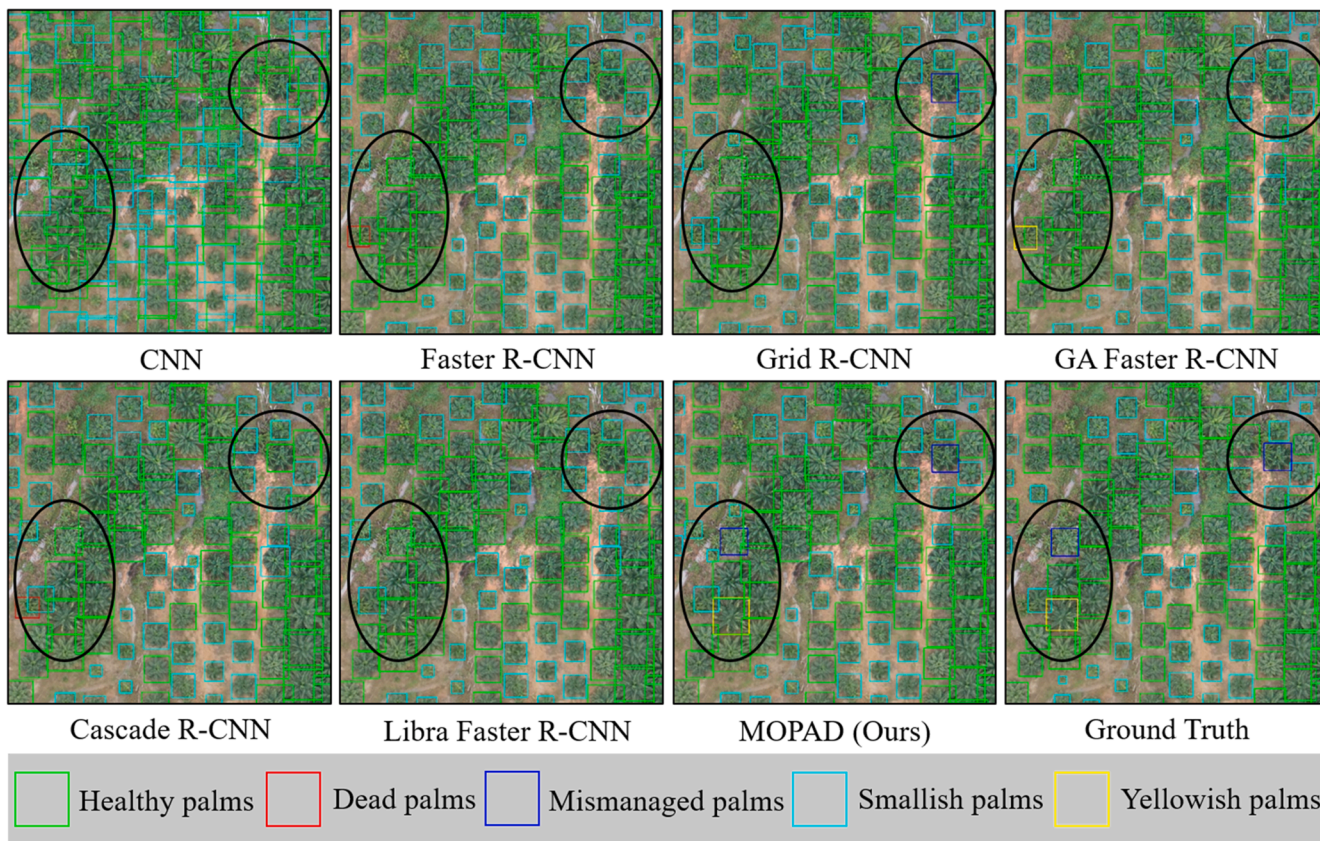 CNN
Faster R-CNN
Grid R-CNN
GA Faster R-CNN
Cascade R-CNN
Libra Faster R-CNN
MOPAD (Ours)
Ground Truth
Healthy palms
Dead palms
Mismanaged palms
Smallish palms
Yellowish palms